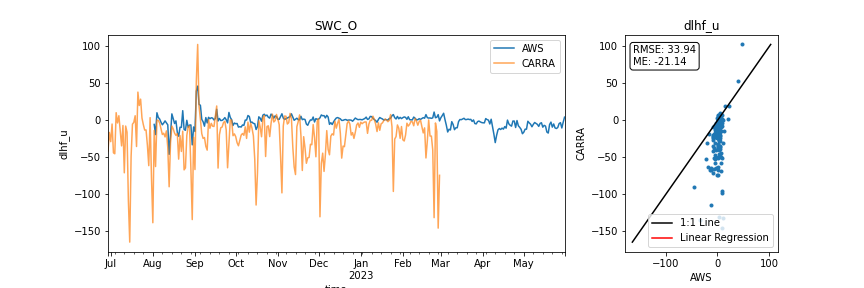 SWC_O
dlhf_u
AWS
CARRA
RMSE: 33.94
ME: -21.14
100
50
0
−50
−100
−150
dlhf_u
CARRA
100
50
0
−50
−100
−150
1:1 Line
Linear Regression
Jul Aug Sep Oct Nov Dec Jan Feb Mar Apr May
2023
time
−100 0 100
AWS